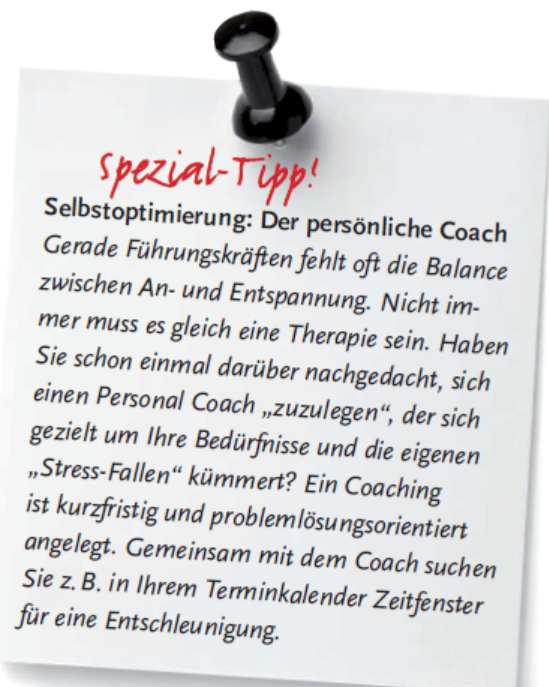 Spezial-Tipp!
Selbstoptimierung: Der persönliche Coach
Gerade Führungskräften fehlt oft die Balance
zwischen An- und Entspannung. Nicht im-
mer muss es gleich eine Therapie sein. Haben
Sie schon einmal darüber nachgedacht, sich
einen Personal Coach „zuzulegen“, der sich
gezielt um Ihre Bedürfnisse und die eigenen
„Stress-Fallen“ kümmert? Ein Coaching
ist kurzfristig und problemlösungsorientiert
angelegt. Gemeinsam mit dem Coach suchen
Sie z. B. in Ihrem Terminkalender Zeitfenster
für eine Entschleunigung.